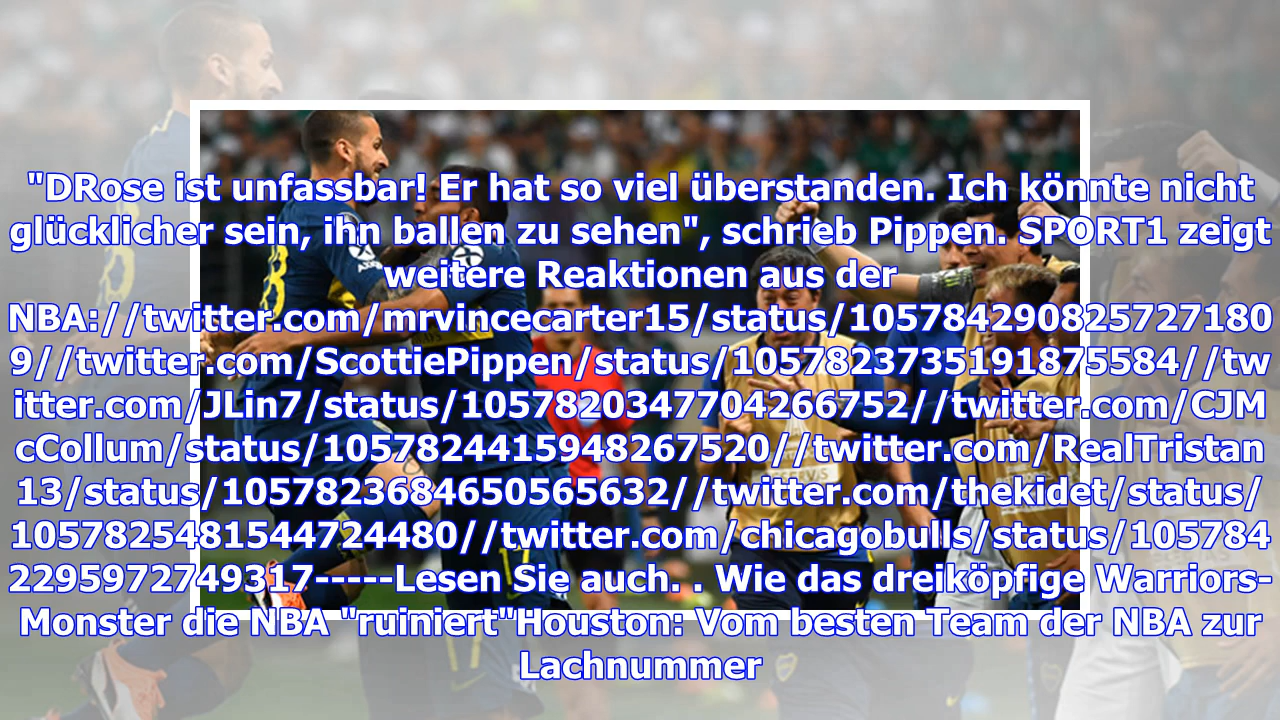 "DRose ist unfassbar! Er hat so viel überstanden. Ich könnte nicht
glücklicher sein, ihn ballen zu sehen", schrieb Pippen. SPORT1 zeigt
weitere Reaktionen aus der
NBA://twitter.com/mrvincecarter15/status/105784290825727180
9//twitter.com/ScottiePippen/status/1057823735191875584//tw
itter.com/JLin7/status/1057820347704266752//twitter.com/CJM
cCollum/status/1057824415948267520//twitter.com/RealTristan
13/status/1057823684650565632//twitter.com/thekidet/status/
1057825481544724480//twitter.com/chicagobulls/status/105784
2295972749317-----Lesen Sie auch. . Wie das dreiköpfige Warriors-
Monster die NBA "ruiniert"Houston: Vom besten Team der NBA zur
Lachnummer
17